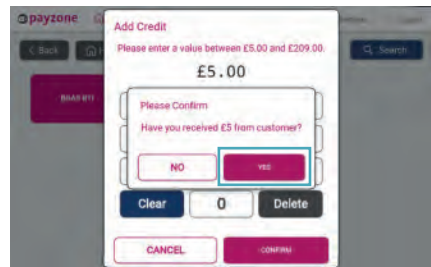 payzone
Add Credit
Please enter a value between £5.00 and £209.00.
£5.00
Back
Search
Please Confirm
Have you received £5 from customer?
NO
YES
Clear
0
Delete
CANCEL
CONFIRM